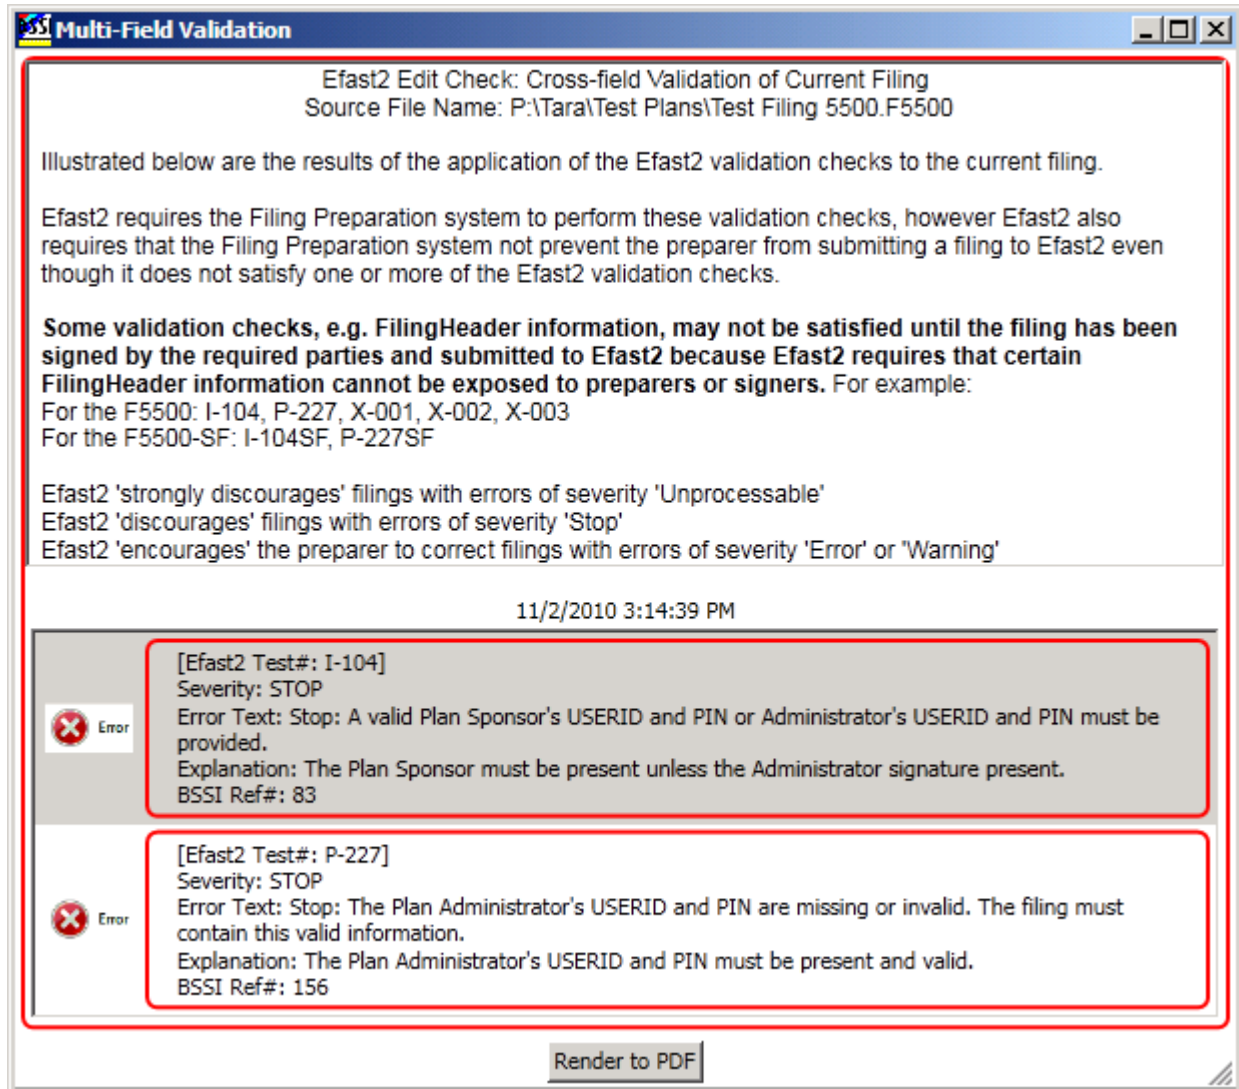 Multi-Field Validation
Efast2 Edit Check: Cross-field Validation of Current Filing
Source File Name: P:\Tara\Test Plans\Test Filing 5500.F5500
Illustrated below are the results of the application of the Efast2 validation checks to the current filing.
Efast2 requires the Filing Preparation system to perform these validation checks, however Efast2 also
requires that the Filing Preparation system not prevent the preparer from submitting a filing to Efast2 even
though it does not satisfy one or more of the Efast2 validation checks.
Some validation checks, e.g. FilingHeader information, may not be satisfied until the filing has been
signed by the required parties and submitted to Efast2 because Efast2 requires that certain
FilingHeader information cannot be exposed to preparers or signers. For example:
For the F5500: I-104, P-227, X-001, X-002, X-003
For the F5500-SF: I-104SF, P-227SF
Efast2 'strongly discourages' filings with errors of severity 'Unprocessable'
Efast2 'discourages' filings with errors of severity 'Stop'
Efast2 'encourages' the preparer to correct filings with errors of severity 'Error' or 'Warning'
11/2/2010 3:14:39 PM
[Efast2 Test#: I-104]
Severity: STOP
Error Text: Stop: A valid Plan Sponsor's USERID and PIN or Administrator's USERID and PIN must be
Error
provided.
Explanation: The Plan Sponsor must be present unless the Administrator signature present.
BSSI Ref#: 83
[Efast2 Test#: P-227]
Severity: STOP
Error Text: Stop: The Plan Administrator's USERID and PIN are missing or invalid. The filing must
Error
contain this valid information.
Explanation: The Plan Administrator's USERID and PIN must be present and valid.
BSSI Ref#: 156
Render to PDF